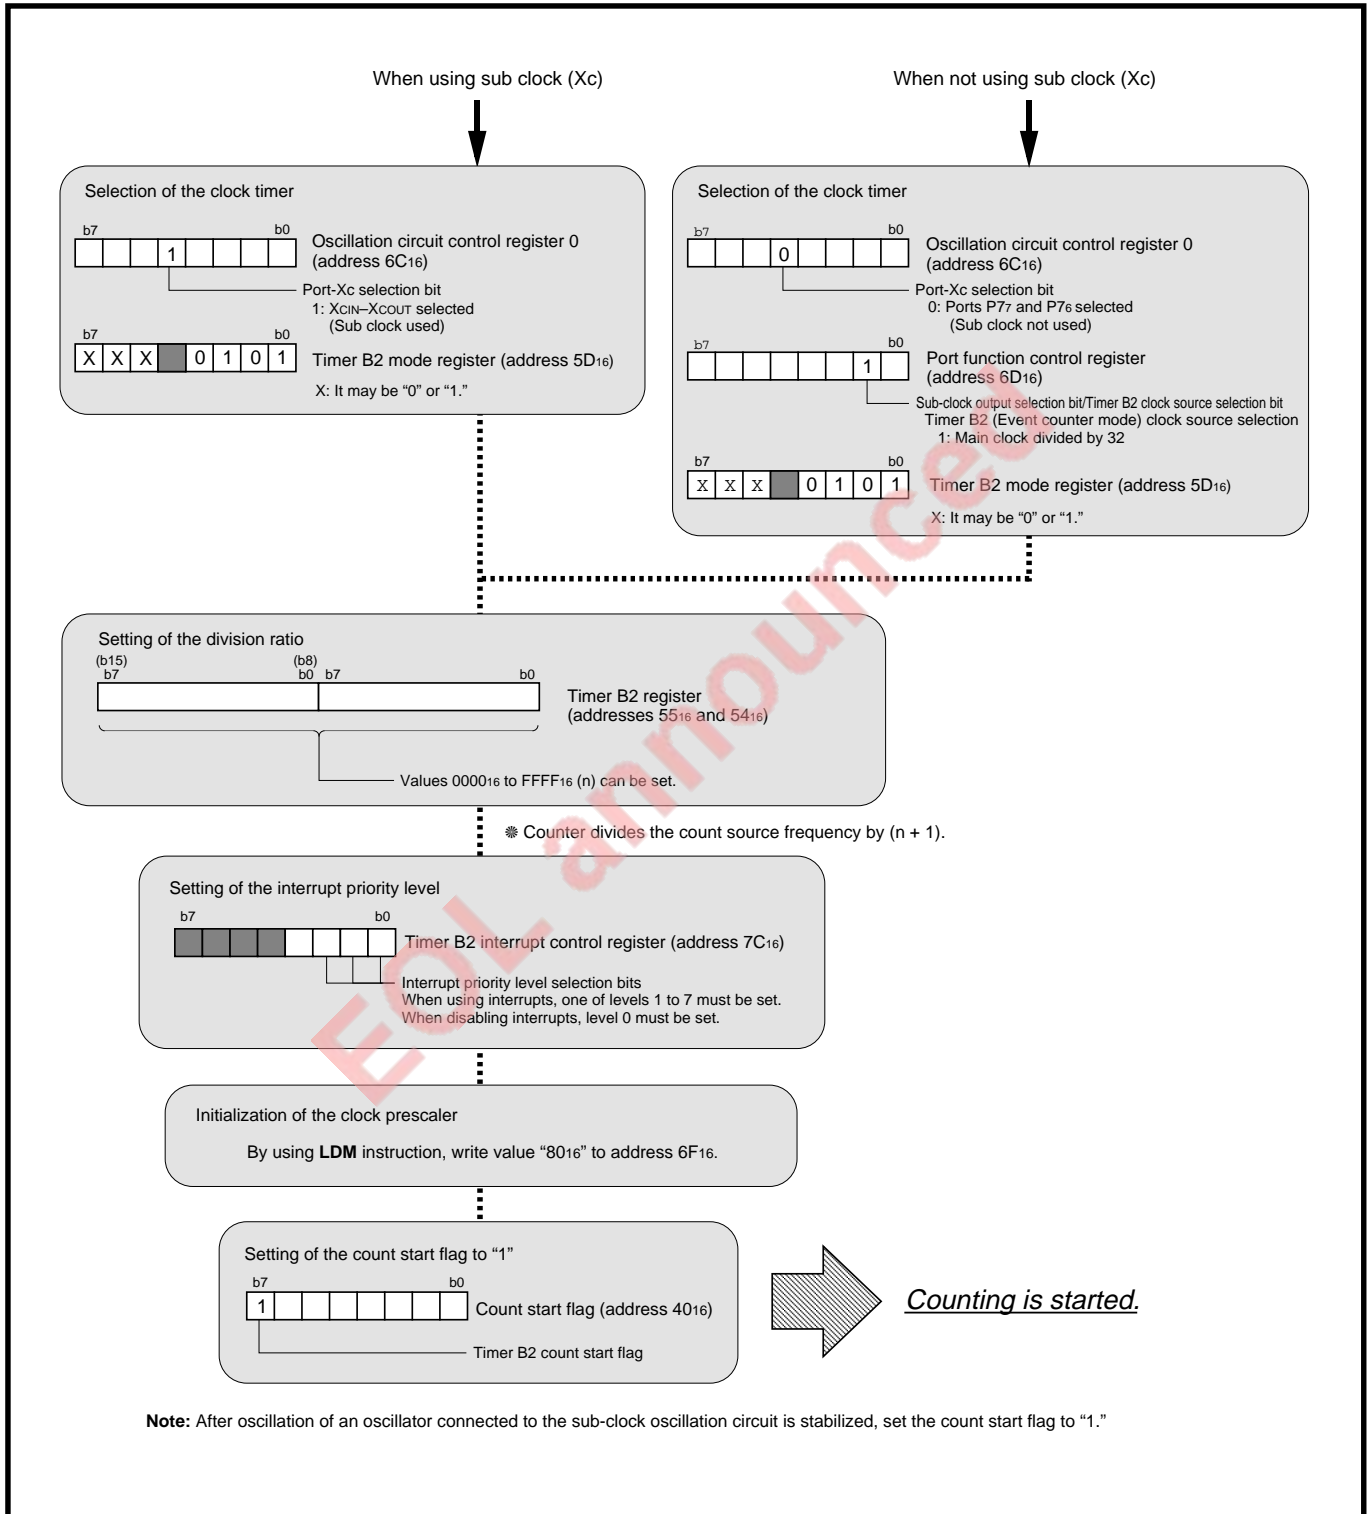 When using sub clock (Xc)
When not using sub clock (Xc)
Selection of the clock timer
b7 b0
1
Oscillation circuit control register 0
(address 6C16)
Port-Xc selection bit
1: XCIN–XCOUT selected
(Sub clock used)
b7 b0
X X X 0 1 0 1
Timer B2 mode register (address 5D16)
X: It may be “0” or “1.”
Selection of the clock timer
b7 b0
0
Oscillation circuit control register 0
(address 6C16)
Port-Xc selection bit
0: Ports P77 and P76 selected
(Sub clock not used)
b7 b0
1
Port function control register
(address 6D16)
Sub-clock output selection bit/Timer B2 clock source selection bit
Timer B2 (Event counter mode) clock source selection
1: Main clock divided by 32
b7 b0
X X X 0 1 0 1
Timer B2 mode register (address 5D16)
X: It may be “0” or “1.”
Setting of the division ratio
(b15) (b8)
b7 b0 b7 b0
Timer B2 register
(addresses 5516 and 5416)
Values 000016 to FFFF16 (n) can be set.
❋ Counter divides the count source frequency by (n + 1).
Setting of the interrupt priority level
b7 b0
Timer B2 interrupt control register (address 7C16)
Interrupt priority level selection bits
When using interrupts, one of levels 1 to 7 must be set.
When disabling interrupts, level 0 must be set.
Initialization of the clock prescaler
By using LDM instruction, write value “8016” to address 6F16.
Setting of the count start flag to “1”
b7 b0
1
Count start flag (address 4016)
Timer B2 count start flag
Counting is started.
Note: After oscillation of an oscillator connected to the sub-clock oscillation circuit is stabilized, set the count start flag to “1.”
EOL announced